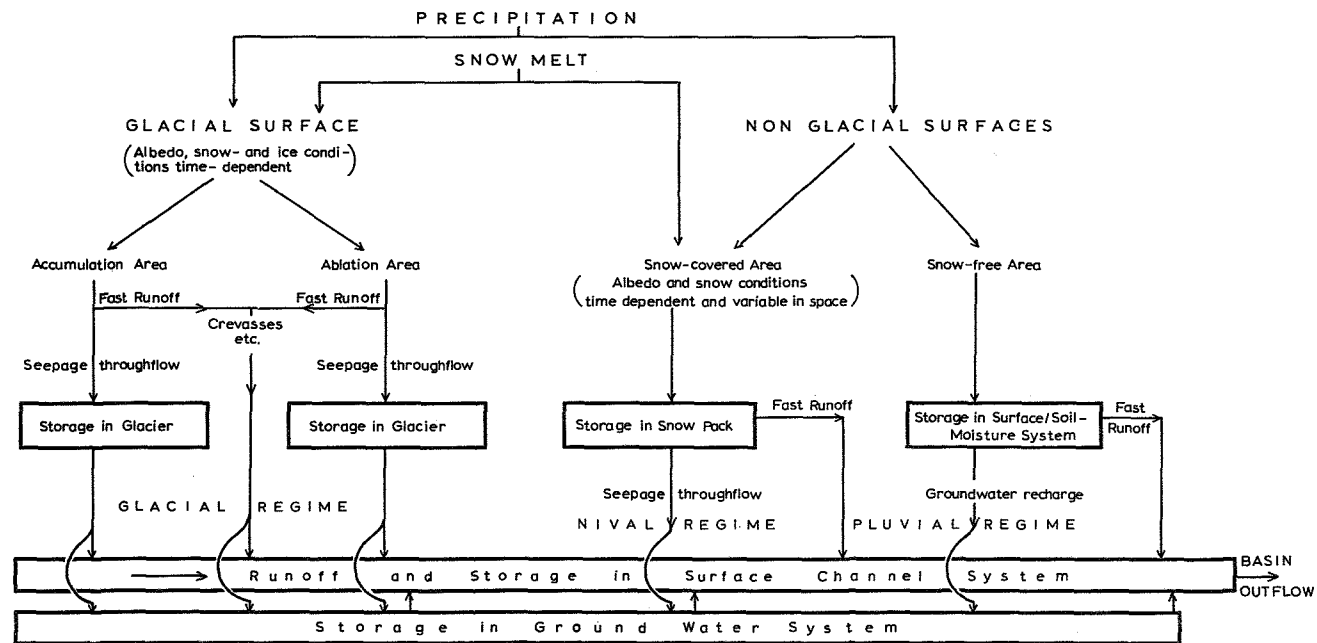 PRECIPITATION
SNOW MELT
GLACIAL SURFACE
(Albedo, snow- and ice condi-
tions time- dependent)
NON GLACIAL SURFACES
Accumulation Area
Ablation Area
Snow-covered Area
(Albedo and snow conditions
time dependent and variable in space)
Snow-free Area
Fast Runoff
Fast Runoff
Crevasses
etc.
Seepage throughflow
Seepage throughflow
Storage in Glacier
Storage in Glacier
Storage in Snow Pack
Fast Runoff
Storage in Surface/Soil-
Moisture System
Fast
Runoff
Seepage throughflow
Groundwater recharge
GLACIAL REGIME
NIVAL REGIME
PLUVIAL REGIME
Runoff and Storage in Surface Channel System
BASIN
OUTFLOW
Storage in Ground Water System